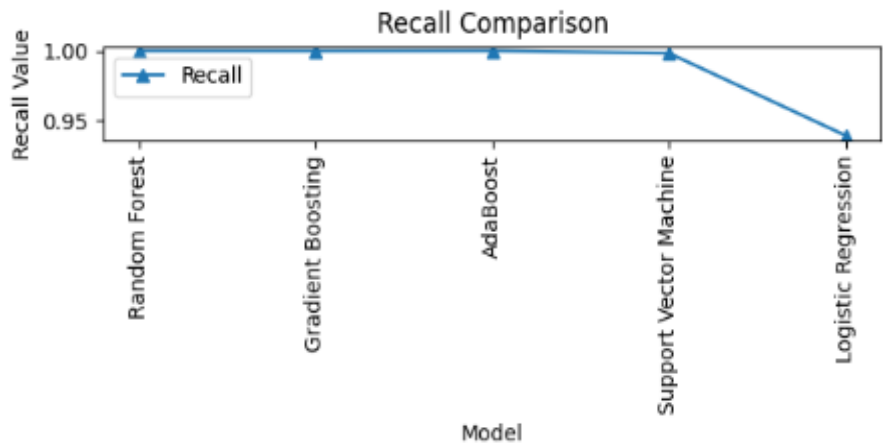 Recall Comparison
Recall Value
1.00
0.95
Recall
Random Forest
Gradient Boosting
AdaBoost
Support Vector Machine
Logistic Regression
Model